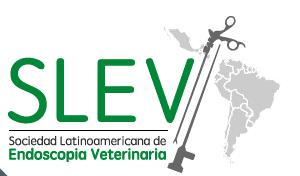 SLEV
Sociedad Latinoamericana de
Endoscopia Veterinaria